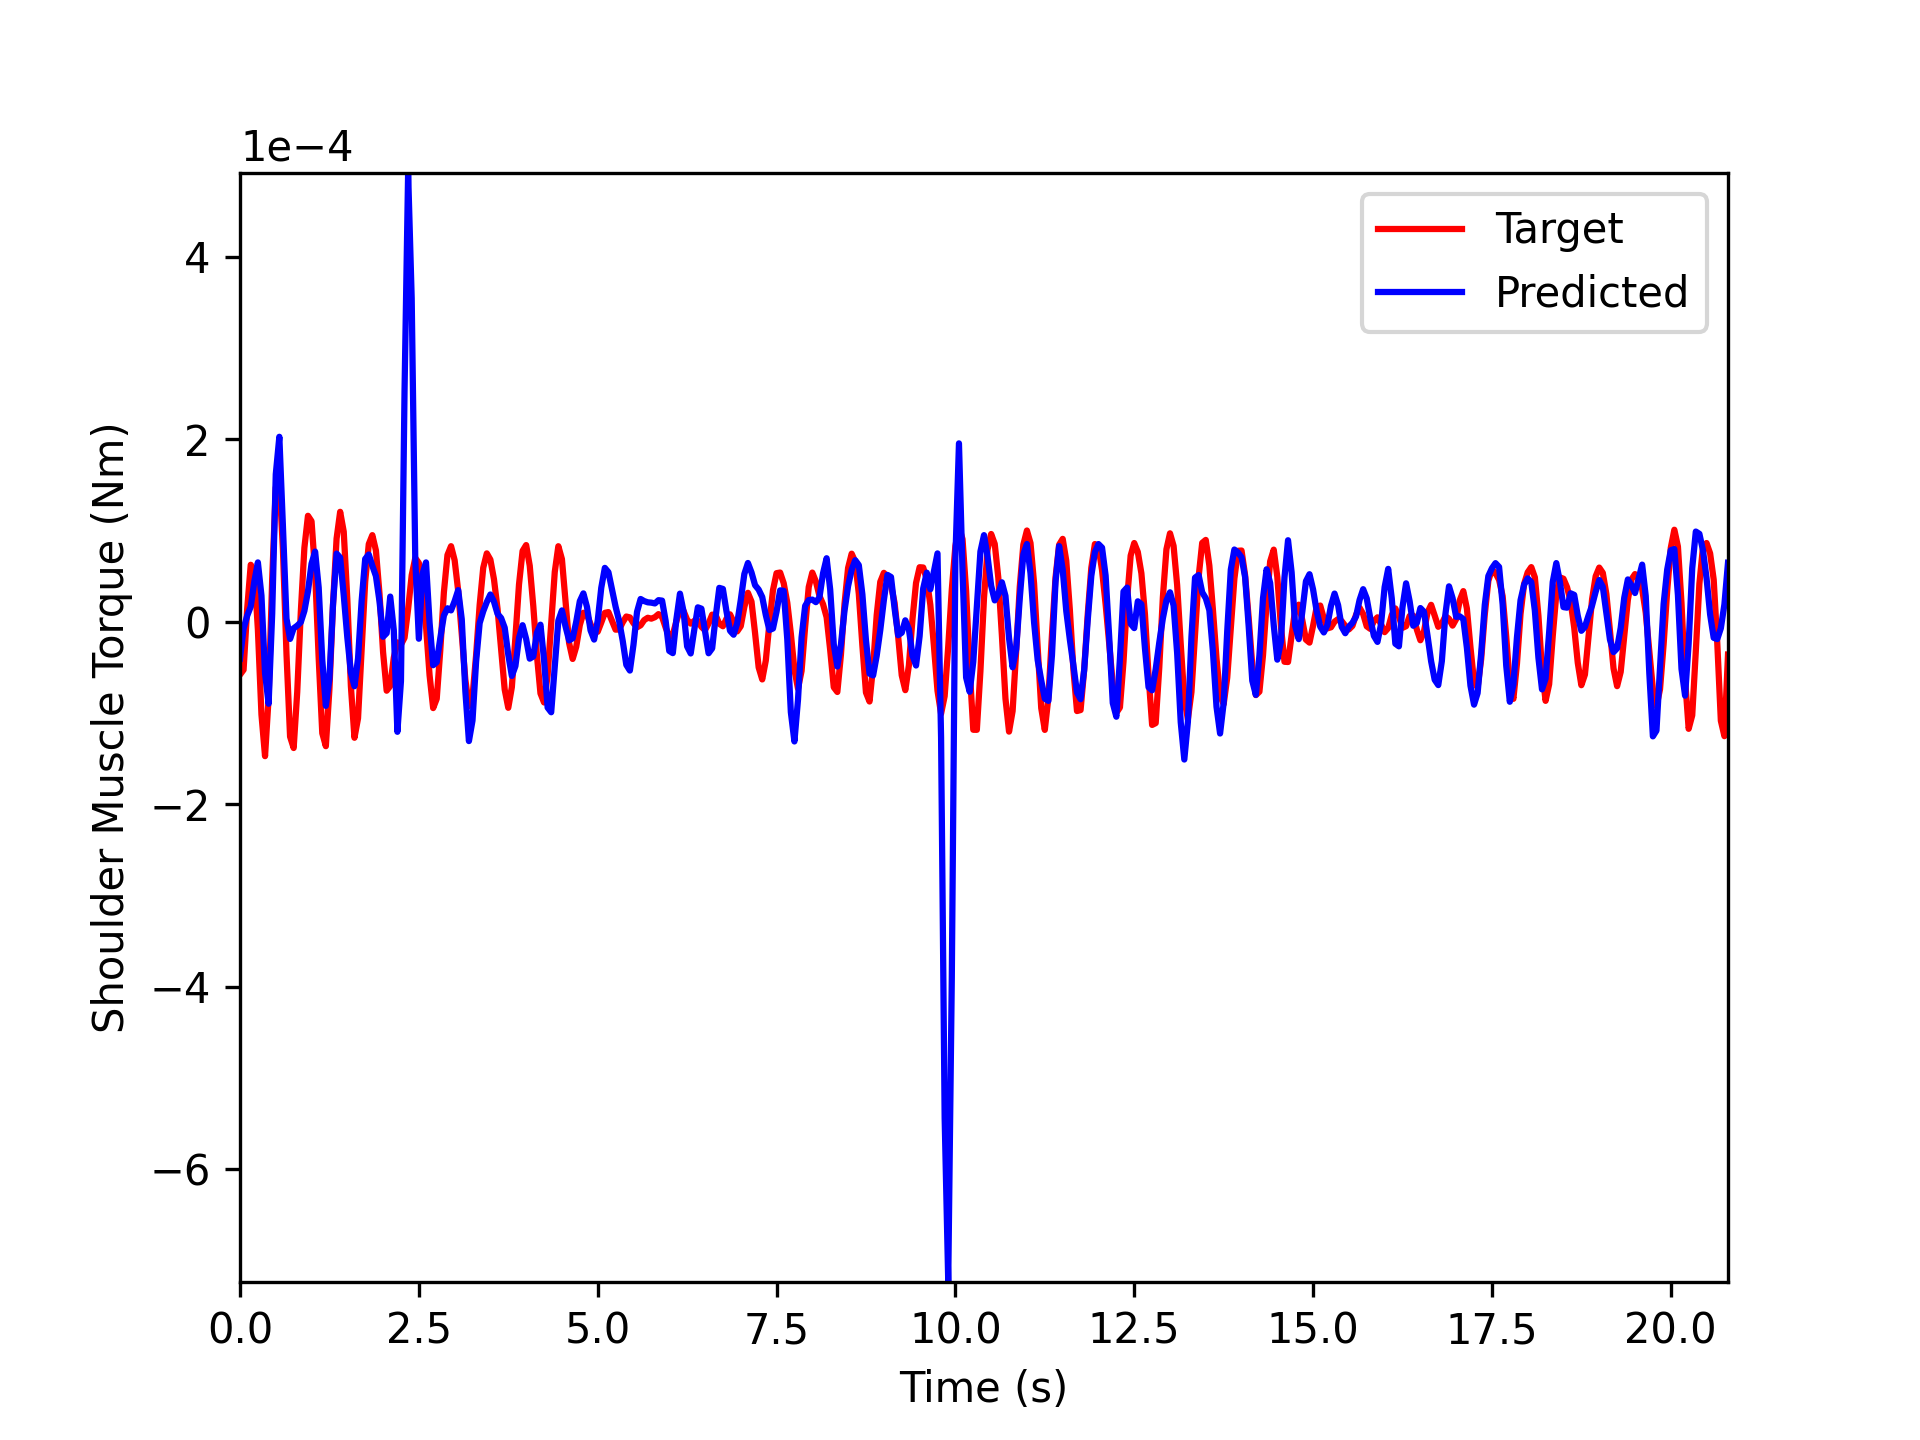 1e−4
Target
Predicted
4
2
0
−2
−4
−6
Shoulder Muscle Torque (Nm)
0.0 2.5 5.0 7.5 10.0 12.5 15.0 17.5 20.0
Time (s)